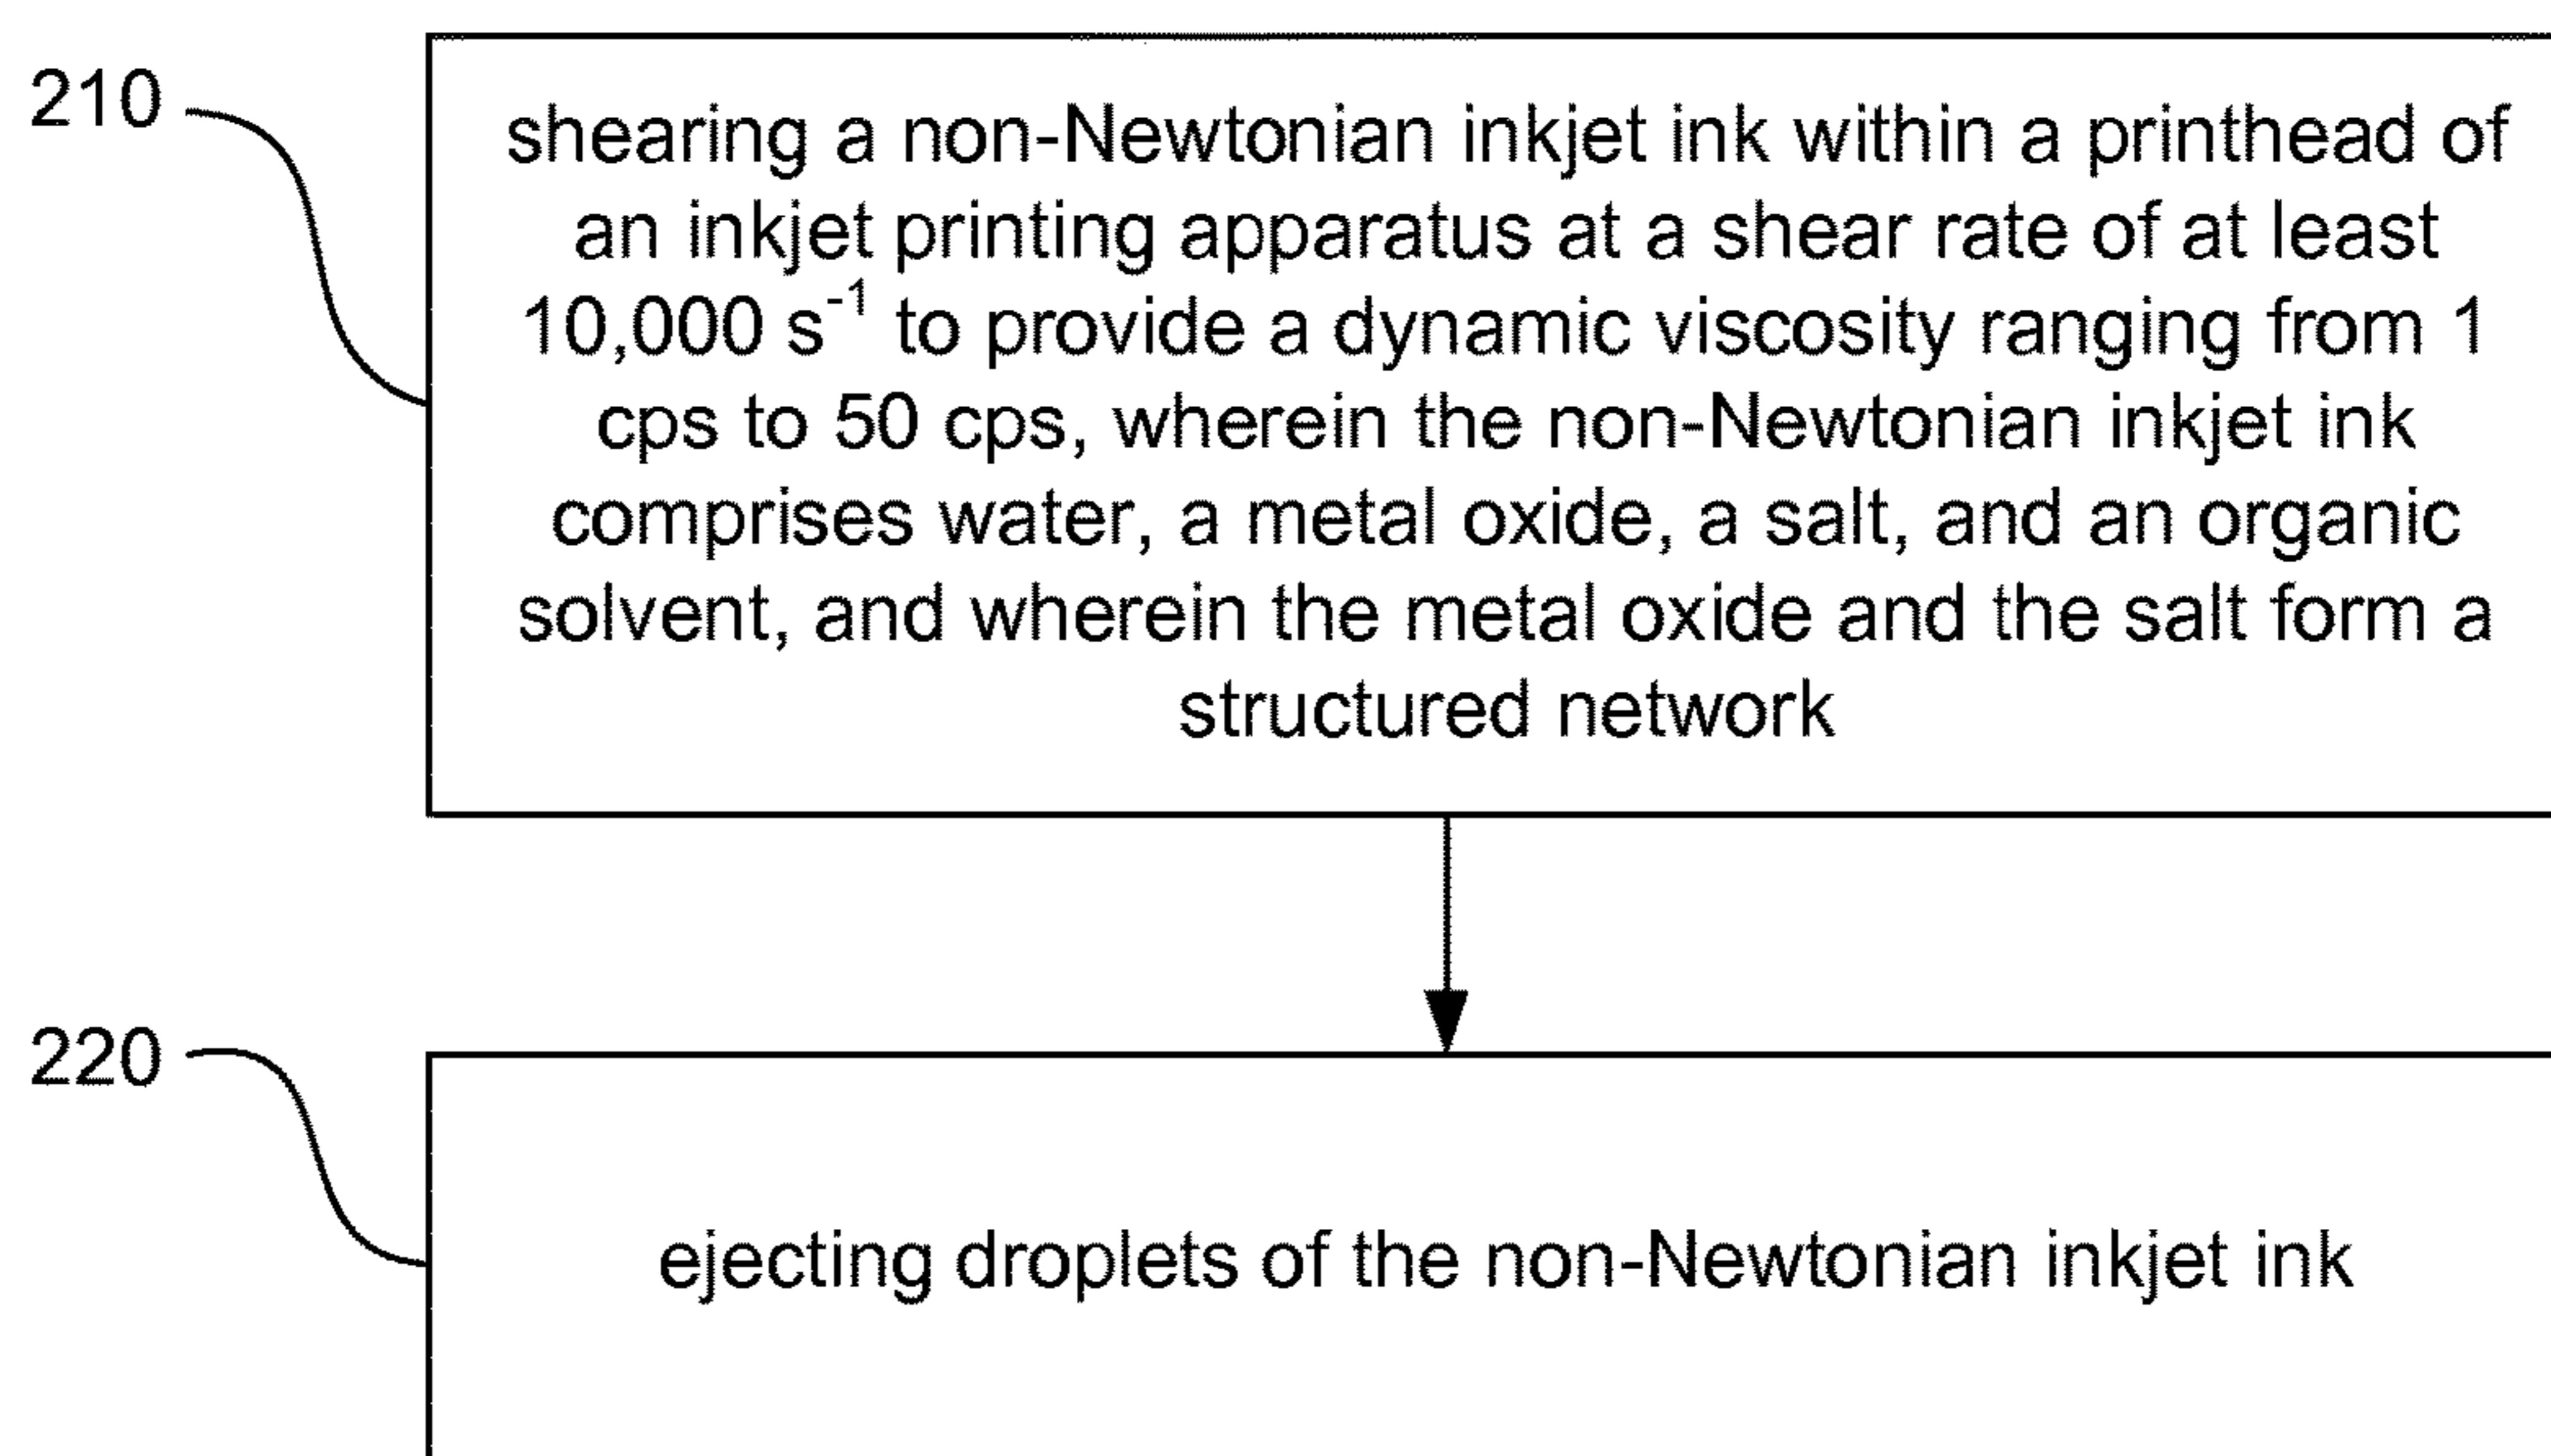 210
shearing a non-Newtonian inkjet ink within a printhead of
an inkjet printing apparatus at a shear rate of at least
10,000 s⁻¹ to provide a dynamic viscosity ranging from 1
cps to 50 cps, wherein the non-Newtonian inkjet ink
comprises water, a metal oxide, a salt, and an organic
solvent, and wherein the metal oxide and the salt form a
structured network
220
ejecting droplets of the non-Newtonian inkjet ink